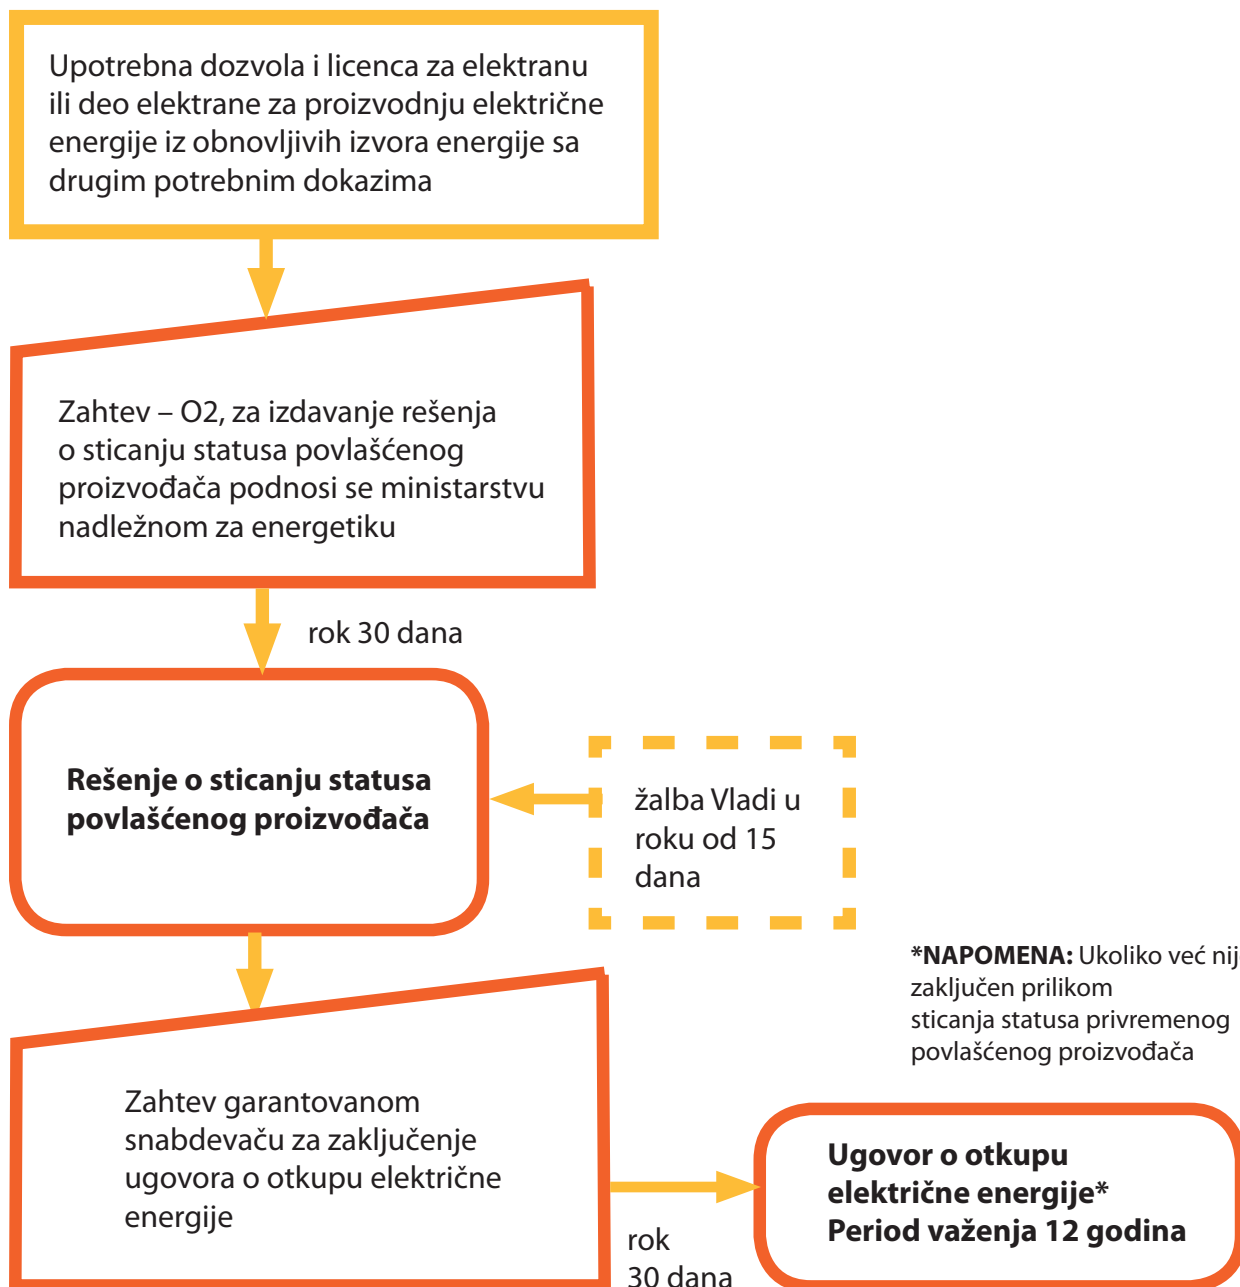 Upotrebna dozvola i licenca za elektranu
ili deo elektrane za proizvodnju električne
energije iz obnovljivih izvora energije sa
drugim potrebnim dokazima
Zahtev – O2, za izdavanje rešenja
o sticanju statusa povlašćenog
proizvođača podnosi se ministarstvu
nadležnom za energetiku
rok 30 dana
Rešenje o sticanju statusa
povlašćenog proizvođača
žalba Vladi u
roku od 15
dana
*NAPOMENA: Ukoliko već nij
zaključen prilikom
sticanja statusa privremenog
povlašćenog proizvođača
Zahtev garantovanom
snabdevaču za zaključenje
ugovora o otkupu električne
energije
rok
30 dana
Ugovor o otkupu
električne energije*
Period važenja 12 godina